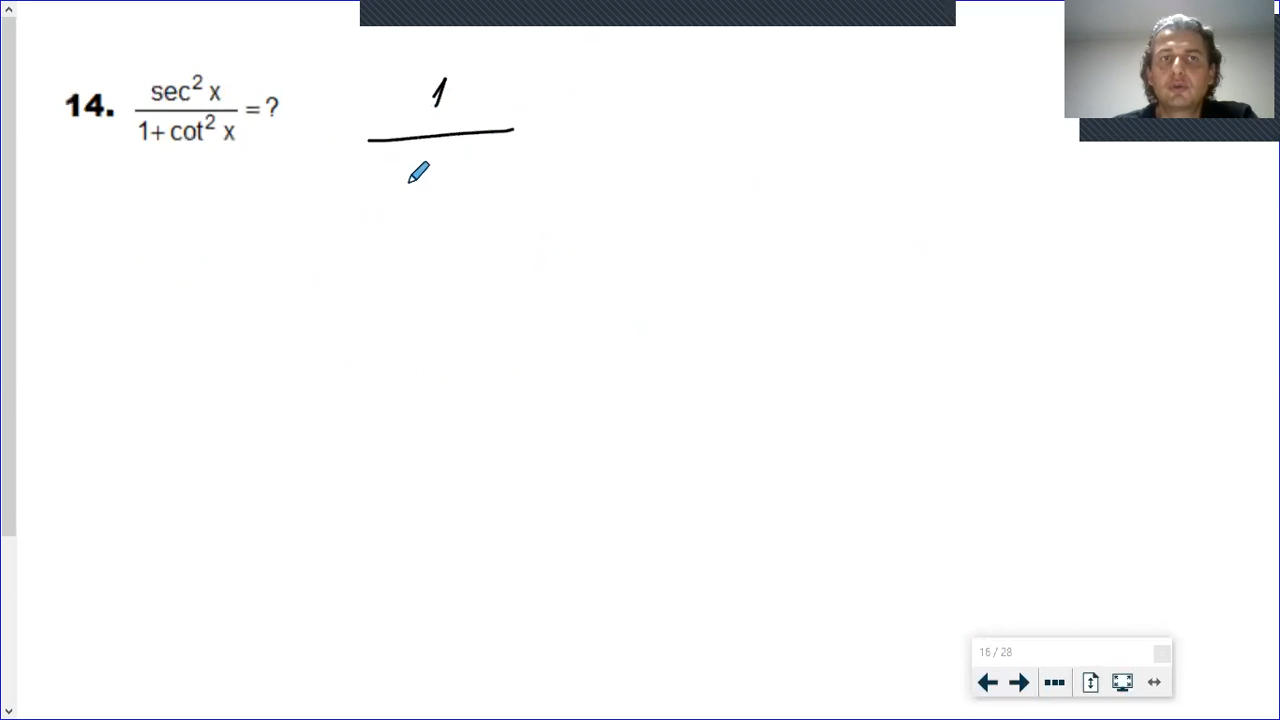 14. sec² x / 1+ cot² x = ?
1
16 / 28